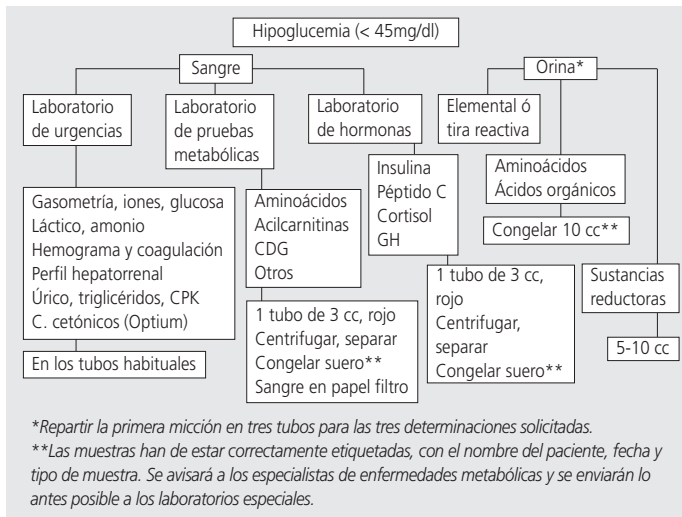 Hipoglucemia (< 45mg/dl)
Sangre
Orina*
Laboratorio
de urgencias
Laboratorio
de pruebas
metabólicas
Laboratorio
de hormonas
Elemental ó
tira reactiva
Gasometría, iones, glucosa
Láctico, amonio
Hemograma y coagulación
Perfil hepatorrenal
Úrico, triglicéridos, CPK
C. cetónicos (Optium)
En los tubos habituales
Aminoácidos
Acilcarnitinas
CDG
Otros
1 tubo de 3 cc, rojo
Centrifugar, separar
Congelar suero**
Sangre en papel filtro
Insulina
Péptido C
Cortisol
GH
1 tubo de 3 cc,
rojo
Centrifugar,
separar
Congelar suero**
Aminoácidos
Ácidos orgánicos
Congelar 10 cc**
Sustancias
reductoras
5-10 cc
*Repartir la primera micción en tres tubos para las tres determinaciones solicitadas.
**Las muestras han de estar correctamente etiquetadas, con el nombre del paciente, fecha y
tipo de muestra. Se avisará a los especialistas de enfermedades metabólicas y se enviarán lo
antes posible a los laboratorios especiales.